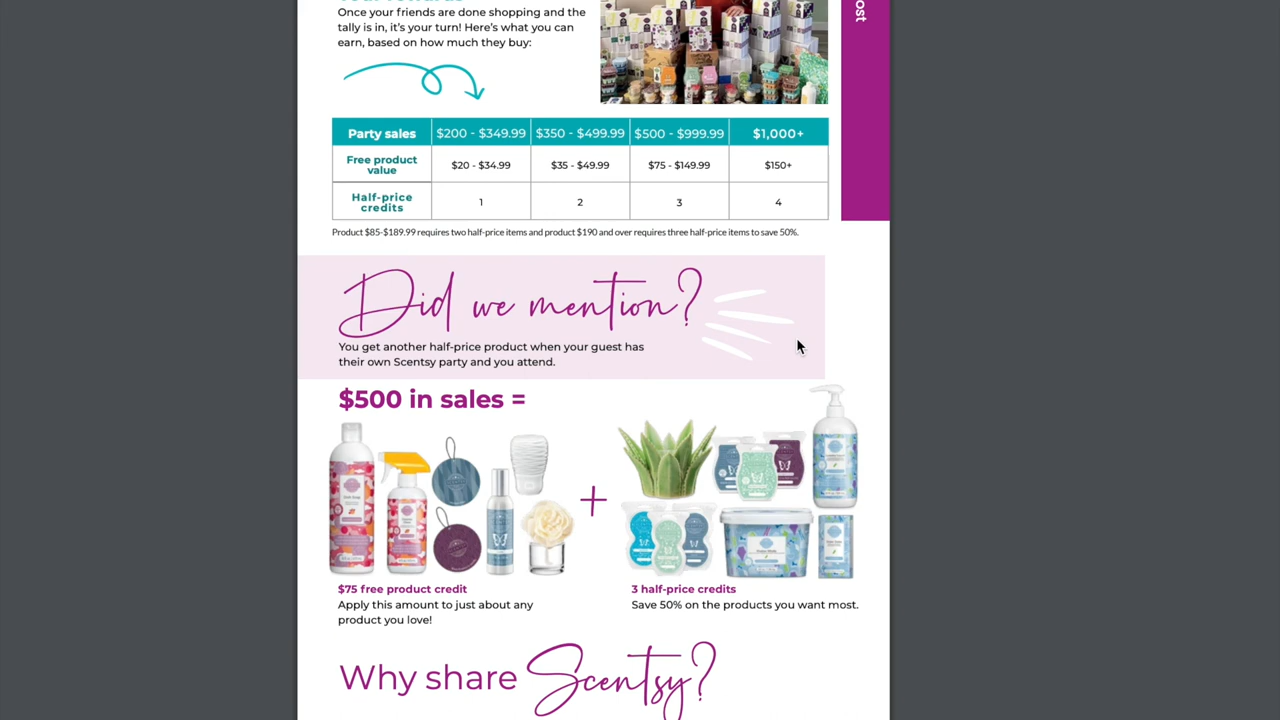 Once your friends are done shopping and the
tally is in, it's your turn! Here's what you can
earn, based on how much they buy:
ost
Party sales $200 - $349.99 $350 - $499.99 $500 - $999.99 $1,000+
Free product value $20 - $34.99 $35 - $49.99 $75 - $149.99 $150+
Half-price credits 1 2 3 4
Product $85-$189.99 requires two half-price items and product $190 and over requires three half-price items to save 50%.
Did we mention?
You get another half-price product when your guest has
their own Scentsy party and you attend.
$500 in sales =
+
$75 free product credit
Apply this amount to just about any
product you love!
3 half-price credits
Save 50% on the products you want most.
Why share Scentsy?